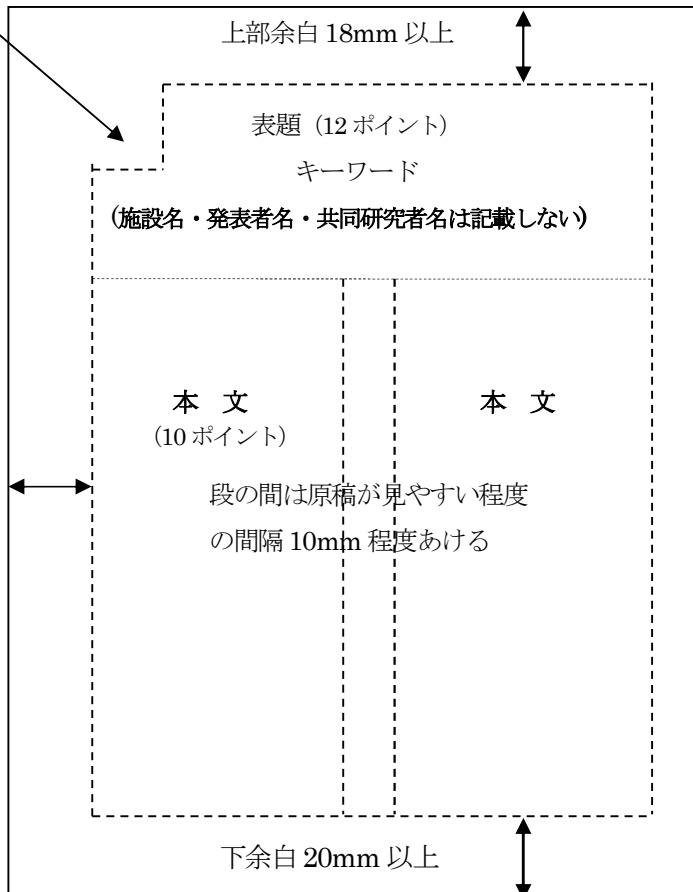 上部余白 18mm 以上
表題（12 ポイント）
キーワード
(施設名・発表者名・共同研究者名は記載しない)
本　文
（10 ポイント）
本　文
段の間は原稿が見やすい程度
の間隔 10mm 程度あける
下余白 20mm 以上